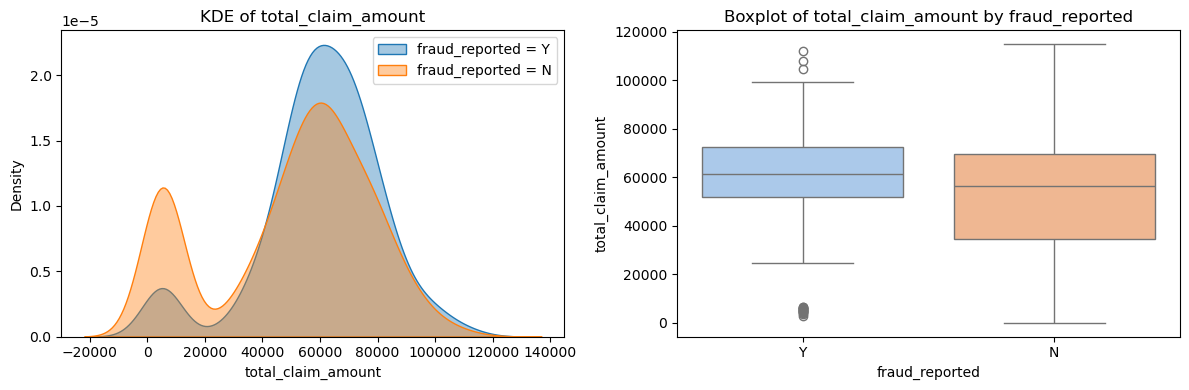 KDE of total_claim_amount
1e−5
fraud_reported = Y
fraud_reported = N
2.0
1.5
1.0
0.5
0.0
Density
−20000 0 20000 40000 60000 80000 100000 120000 140000
total_claim_amount
Boxplot of total_claim_amount by fraud_reported
120000
100000
80000
60000
40000
20000
0
total_claim_amount
Y N
fraud_reported